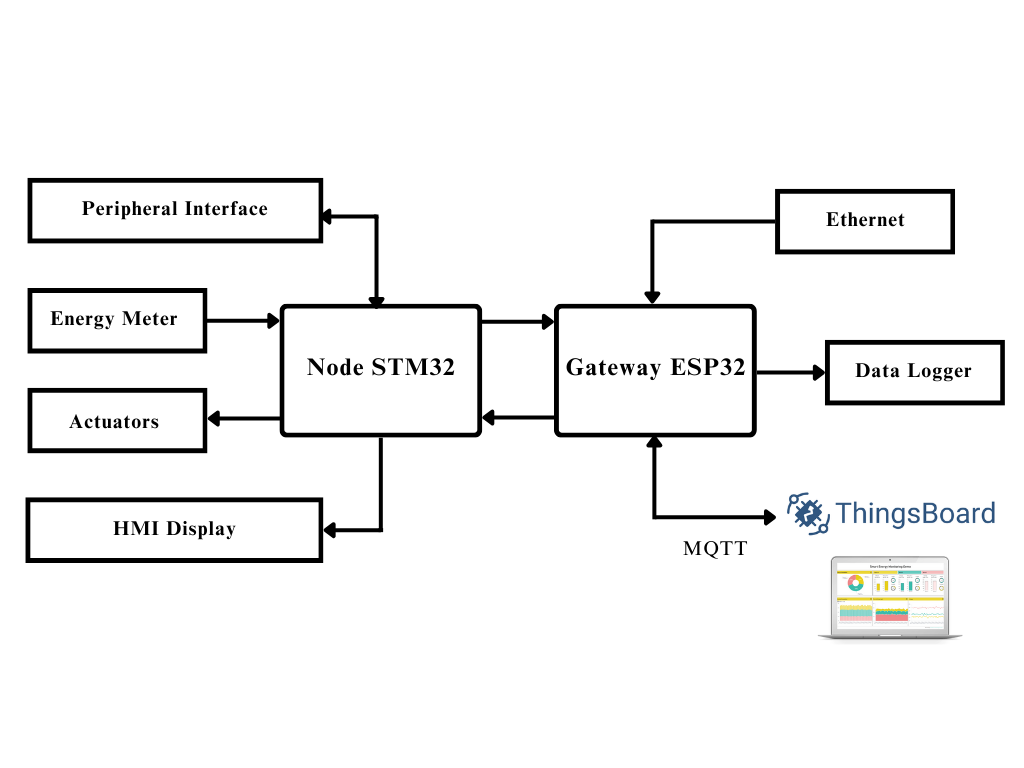 Peripheral Interface
Ethernet
Energy Meter
Node STM32
Gateway ESP32
Data Logger
Actuators
HMI Display
ThingsBoard
MQTT